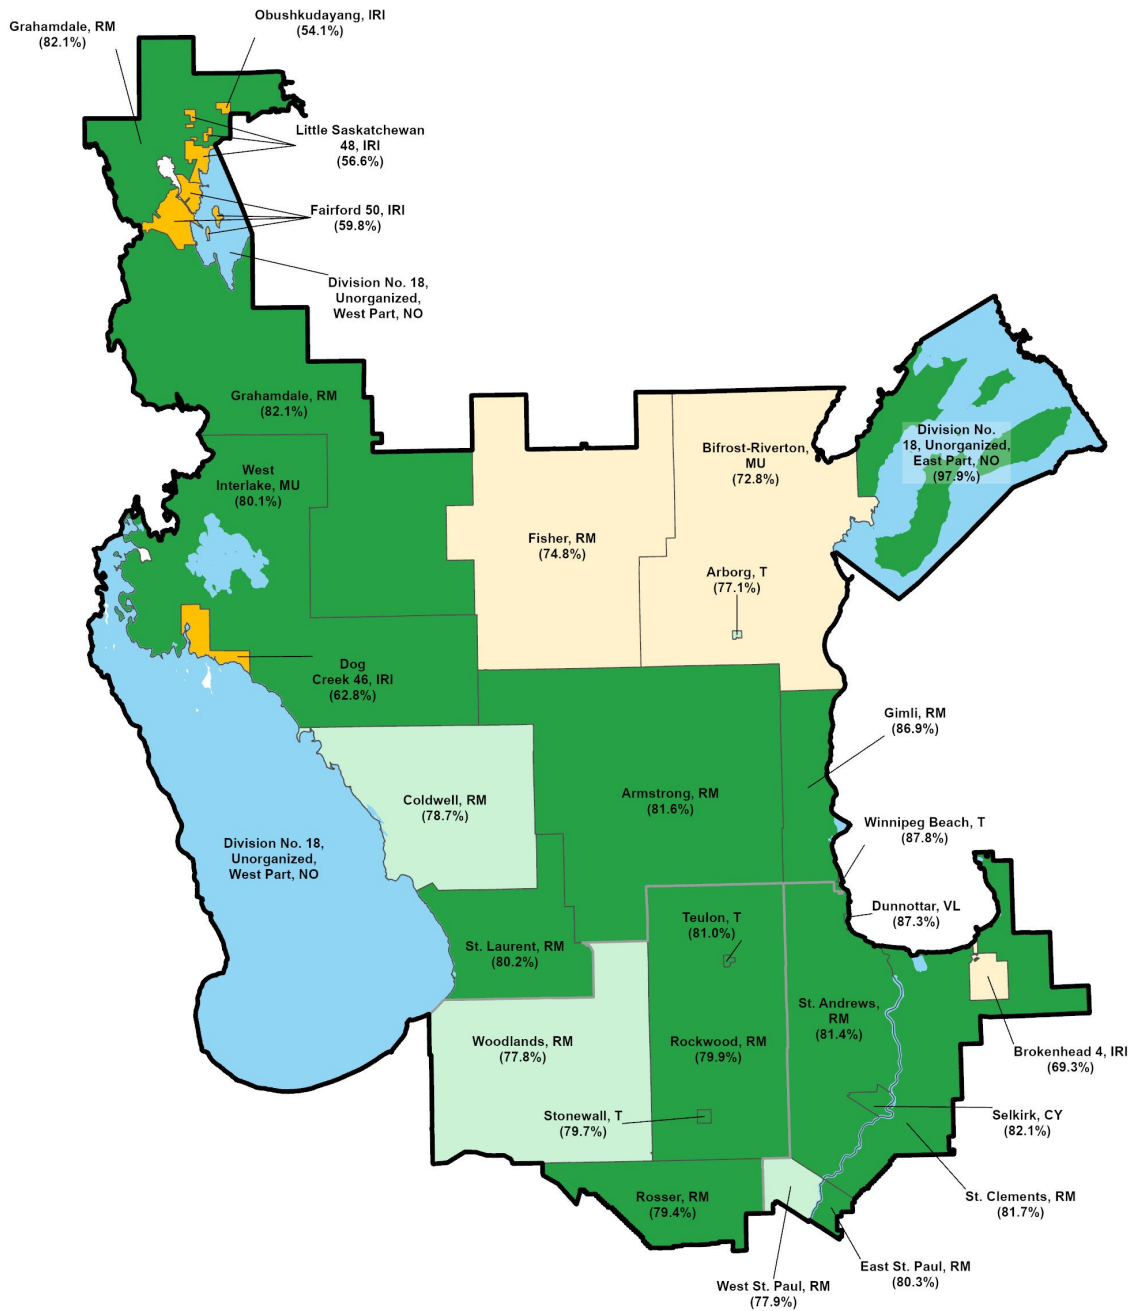 Obushkudayang, IRI
(54.1%)
Grahamdale, RM
(82.1%)
Little Saskatchewan
48, IRI
(56.6%)
Fairford 50, IRI
(59.8%)
Division No. 18,
Unorganized,
West Part, NO
Grahamdale, RM
(82.1%)
Division No.
18, Unorganized,
East Part, NO
(97.9%)
Bifrost-Riverton,
MU
(72.8%)
West
Interlake, MU
(80.1%)
Fisher, RM
(74.8%)
Arborg, T
(77.1%)
Dog
Creek 46, IRI
(62.8%)
Gimli, RM
(86.9%)
Coldwell, RM
(78.7%)
Armstrong, RM
(81.6%)
Winnipeg Beach, T
(87.8%)
Division No. 18,
Unorganized,
West Part, NO
Dunnottar, VL
(87.3%)
Teulon, T
(81.0%)
St. Laurent, RM
(80.2%)
St. Andrews,
RM
(81.4%)
Woodlands, RM
(77.8%)
Rockwood, RM
(79.9%)
Brokenhead 4, IRI
(69.3%)
Stonewall, T
(79.7%)
Selkirk, CY
(82.1%)
Rosser, RM
(79.4%)
St. Clements, RM
(81.7%)
East St. Paul, RM
(80.3%)
West St. Paul, RM
(77.9%)